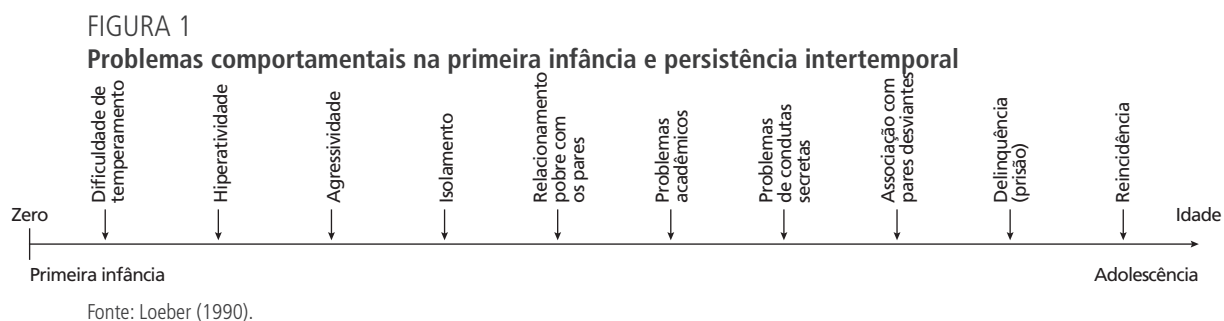 FIGURA 1
Problemas comportamentais na primeira infância e persistência intertemporal
Dificuldade de
temperamento
Hiperatividade
Agressividade
Isolamento
Relacionamento
pobre com
os pares
Problemas
acadêmicos
Problemas
de condutas
secretas
Associação com
pares desviantes
Delinquência
(prisão)
Reincidência
Zero
Idade
Primeira infância
Adolescência
Fonte: Loeber (1990).